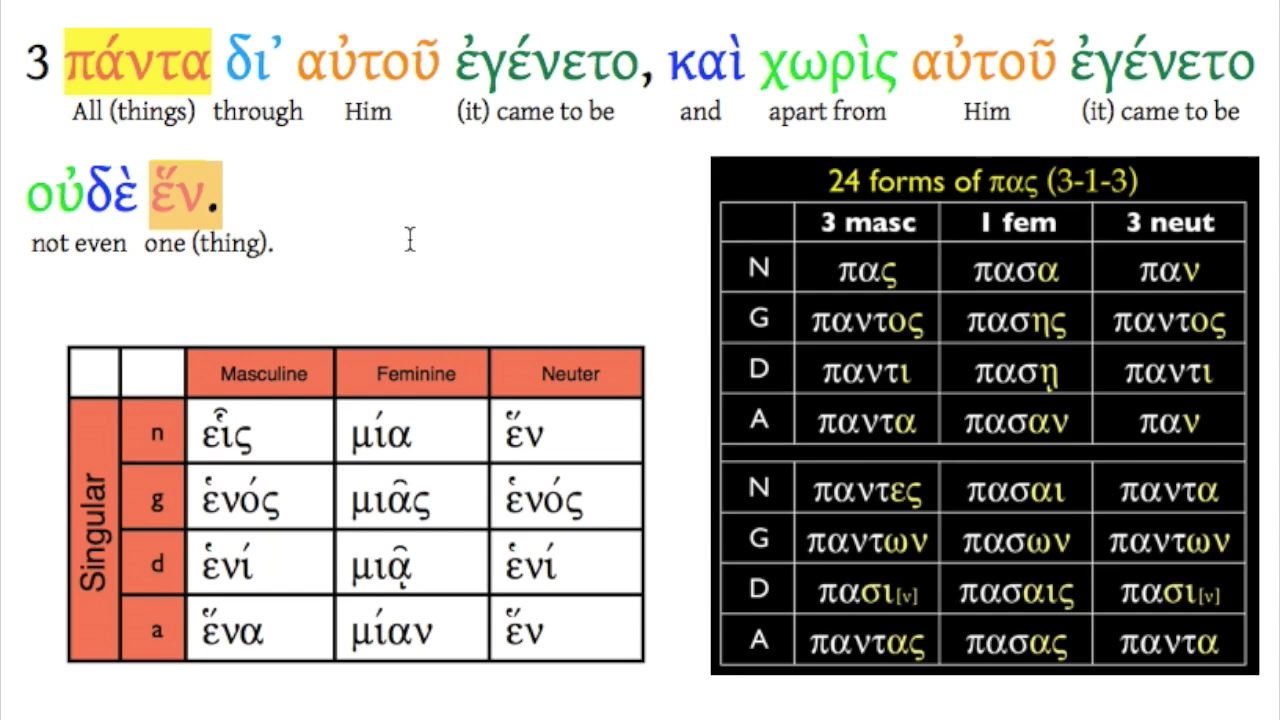 3 πάντα δι’ αὐτοῦ ἐγένετο, καὶ χωρὶς αὐτοῦ ἐγένετο
All (things) through Him (it) came to be and apart from Him (it) came to be
οὐδὲ ἕν.
not even one (thing).
Masculine Feminine Neuter
Singular
n εἷς μία ἕν
g ἑνός μιᾶς ἑνός
d ἑνί μιᾷ ἑνί
a ἕνα μίαν ἕν
24 forms of πας (3-1-3)
3 masc 1 fem 3 neut
N πας πασα παν
G παντος πασης παντος
D παντι πασῃ παντι
A παντα πασαν παν
N παντες πασαι παντα
G παντων πασων παντων
D πασι[ν] πασαις πασι[ν]
A παντας πασας παντα